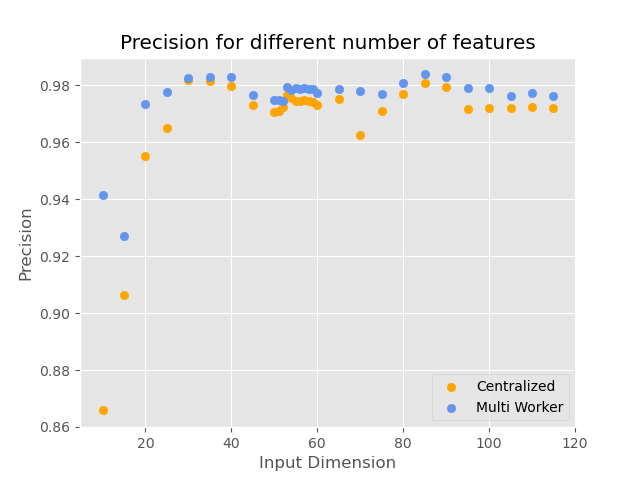 Precision for different number of features
0.98
0.96
0.94
0.92
0.90
0.88
0.86
Precision
Centralized
Multi Worker
20 40 60 80 100 120
Input Dimension